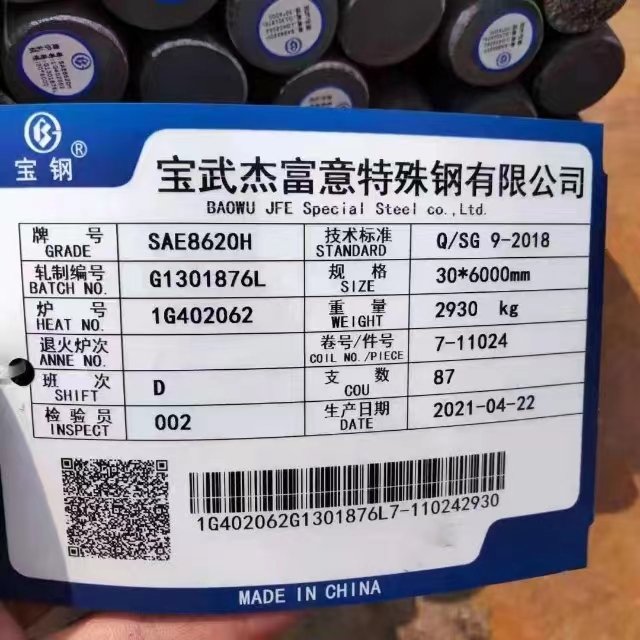 宝钢®
宝武杰富意特殊钢有限公司
BAOWU JFE Special Steel co.,Ltd.
牌 号 SAE8620H 技术标准 Q/SG 9-2018
GRADE STANDARD
轧制编号 G1301876L 规 格 30*6000mm
BATCH NO. SIZE
炉 号 1G402062 重 量 2930 kg
HEAT NO. WEIGHT
退火炉次 卷号/件号 7-11024
ANNE NO. COIL NO./PIECE
班 次 D 支 数 87
SHIFT COU
检 验 员 002 生产日期 2021-04-22
INSPECT DATE
1G402062G1301876L7-110242930
MADE IN CHINA